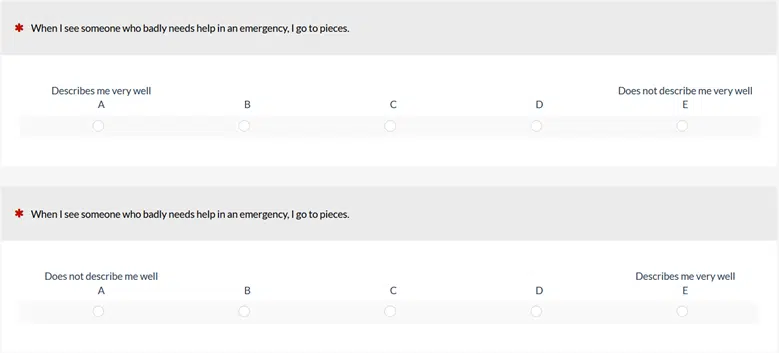 * When I see someone who badly needs help in an emergency, I go to pieces.
Describes me very well Does not describe me very well
A B C D E
* When I see someone who badly needs help in an emergency, I go to pieces.
Does not describe me well Describes me very well
A B C D E